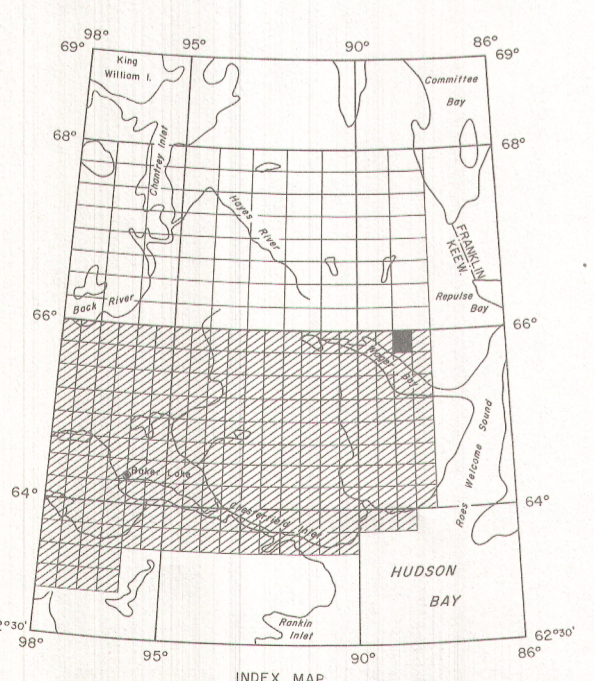 98°
69°
95°
90°
86°
69°
King
William I.
Committee
Bay
68°
68°
Chantrey Inlet
Hayes
River
FRANKLIN
KEEW.
Repulse
Bay
Back River
66°
66°
Wager Bay
Roes Welcome Sound
Baker Lake
64°
64°
Chesterfield Inlet
HUDSON
BAY
Rankin
Inlet
2°30'
62°30'
98°
95°
90°
86°
INDEX MAP